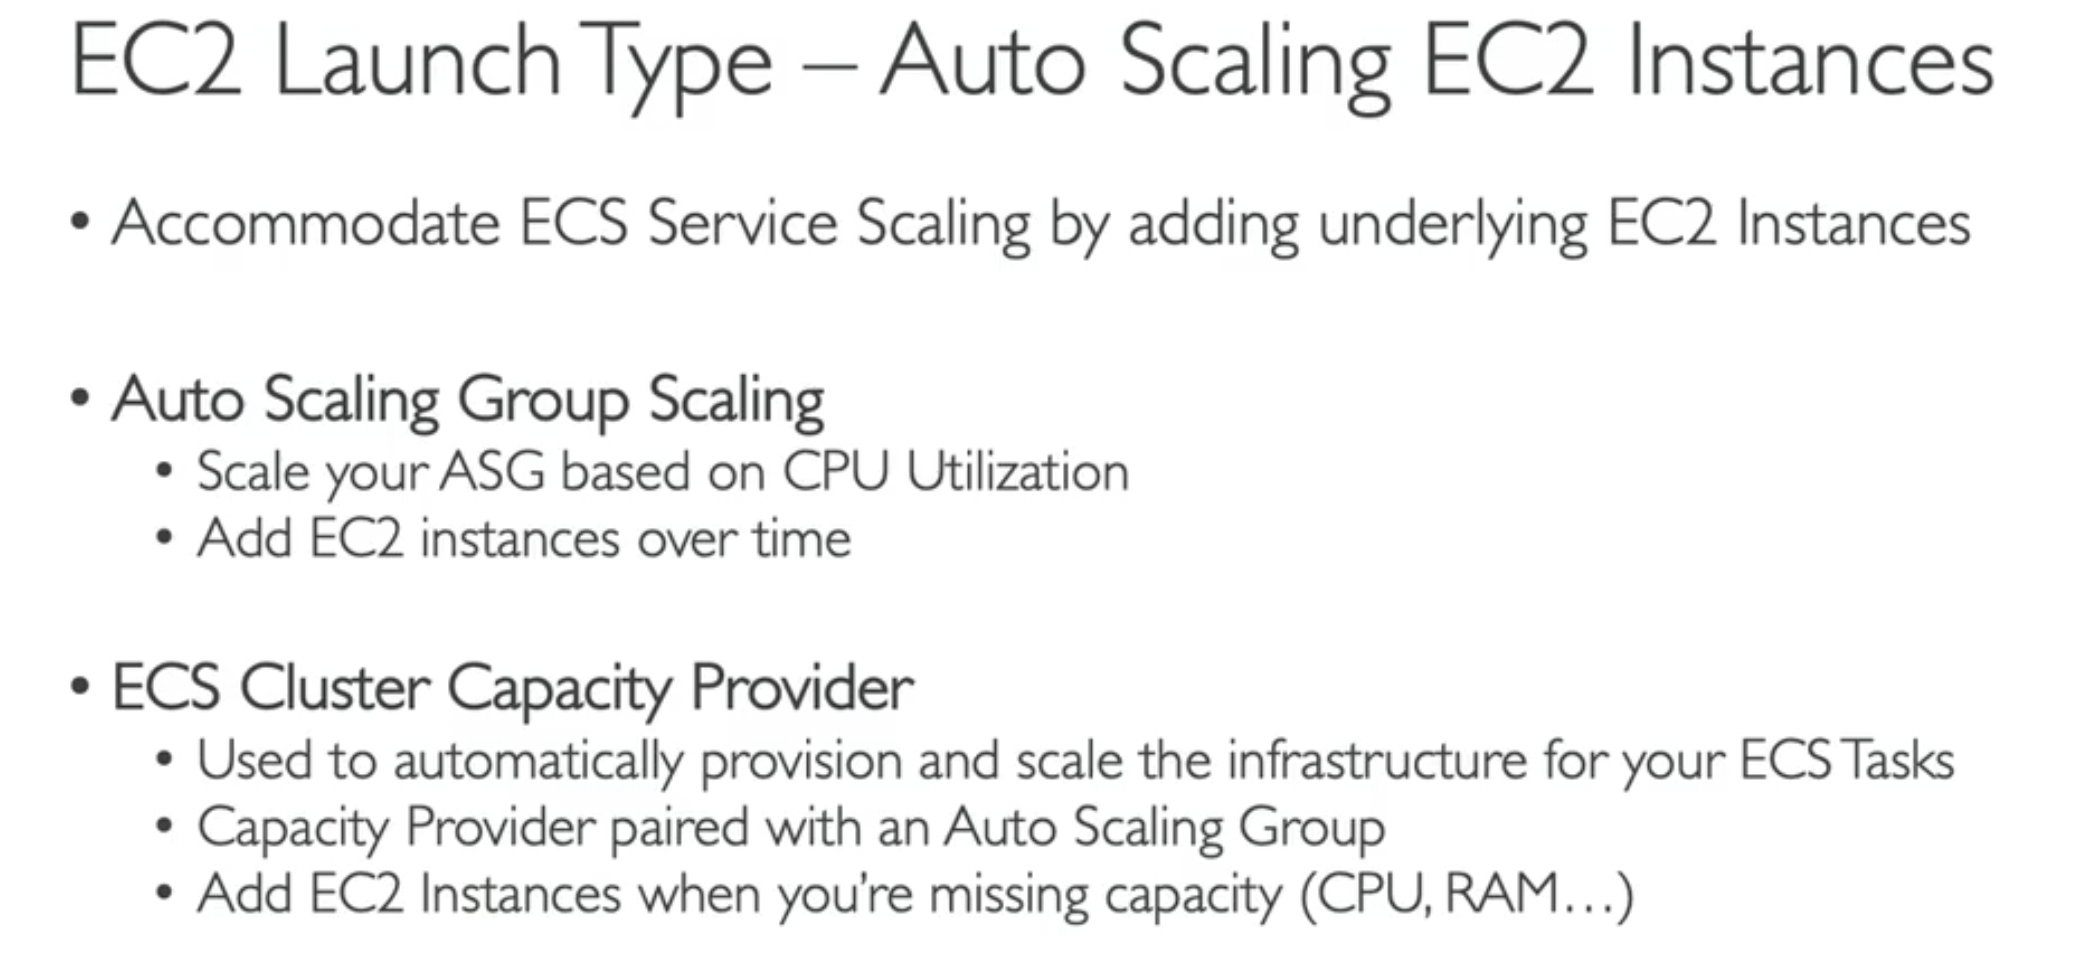 EC2 Launch Type – Auto Scaling EC2 Instances
• Accommodate ECS Service Scaling by adding underlying EC2 Instances
• Auto Scaling Group Scaling
• Scale your ASG based on CPU Utilization
• Add EC2 instances over time
• ECS Cluster Capacity Provider
• Used to automatically provision and scale the infrastructure for your ECS Tasks
• Capacity Provider paired with an Auto Scaling Group
• Add EC2 Instances when you're missing capacity (CPU, RAM…)